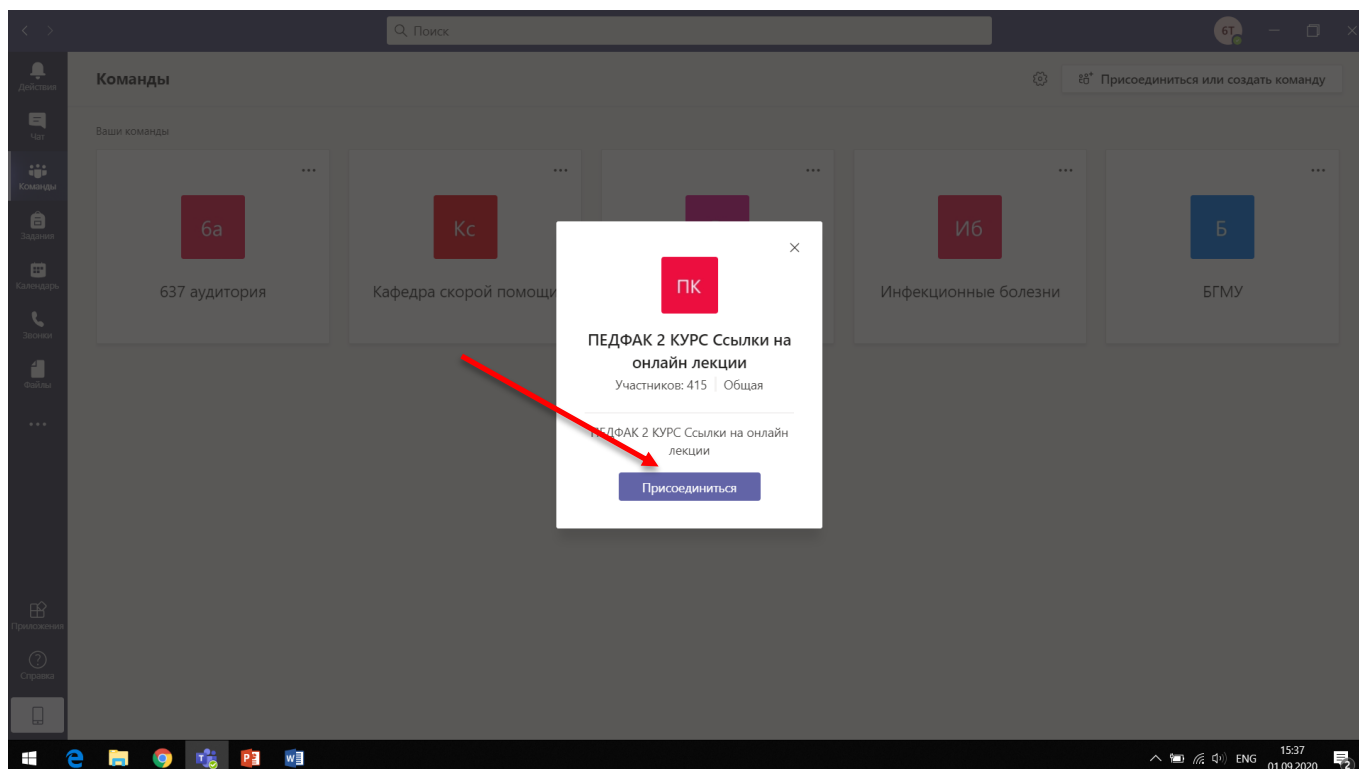 Поиск
6Т
Действия
Команды
Присоединиться или создать команду
Чат
Ваши команды
Команды
Задания
Календарь
Звонки
Файлы
6а
637 аудитория
Кс
Кафедра скорой помощи
Иб
Инфекционные болезни
Б
БГМУ
ПК
ПЕДФАК 2 КУРС Ссылки на
онлайн лекции
Участников: 415 | Общая
ПЕДФАК 2 КУРС Ссылки на онлайн
лекции
Присоединиться
Приложения
Справка
ENG
15:37
01.09.2020
2